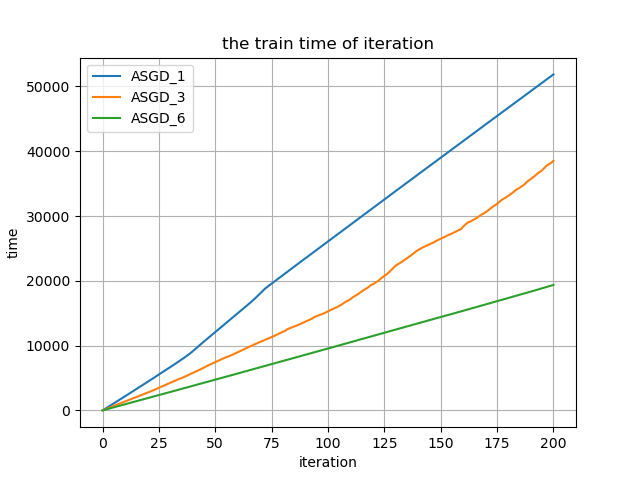 the train time of iteration
ASGD_1
ASGD_3
ASGD_6
time
50000
40000
30000
20000
10000
0
0 25 50 75 100 125 150 175 200
iteration